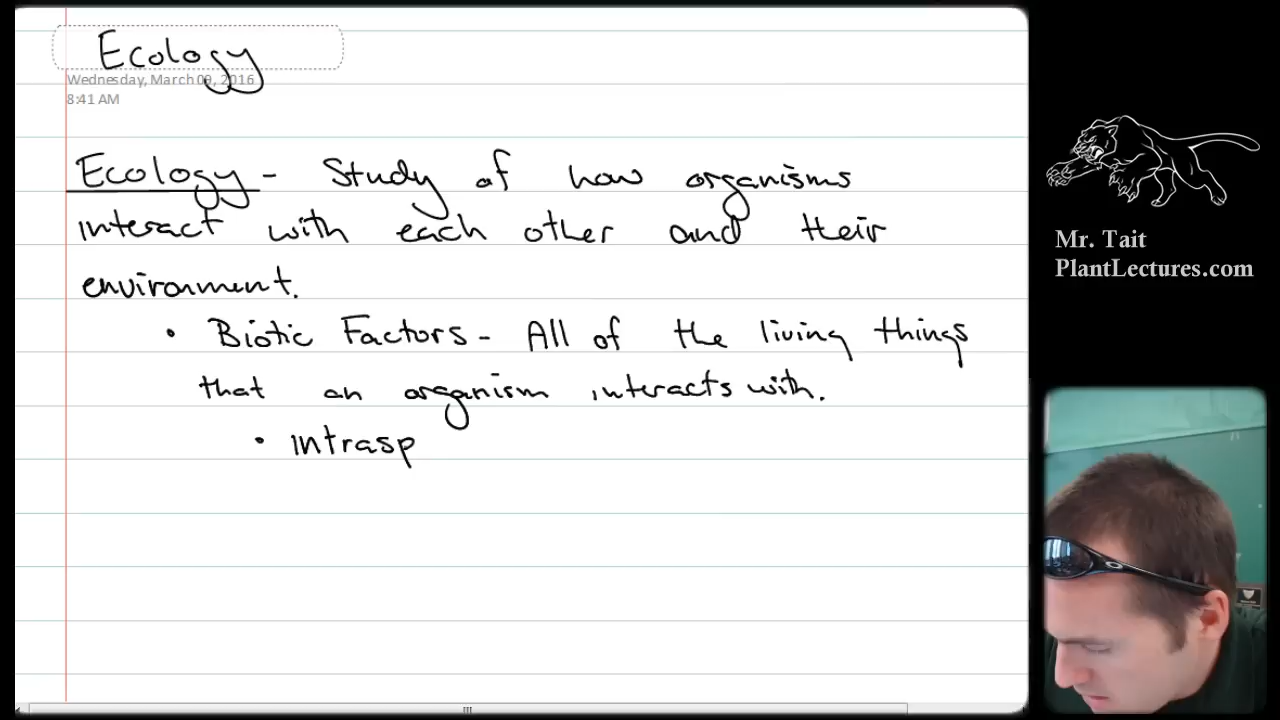 Ecology
Wednesday, March 09, 2016
8:41 AM
Ecology - Study of how organisms
interact with each other and their
environment.
• Biotic Factors - All of the living things
that an organism interacts with.
• intrasp
Mr. Tait
PlantLectures.com